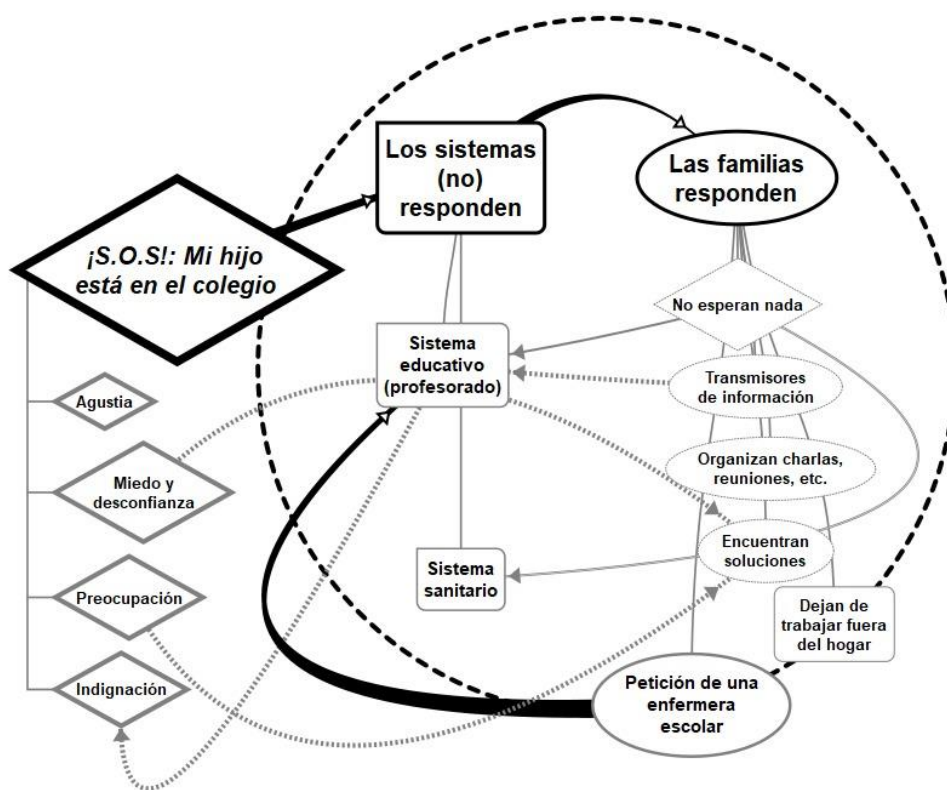 Los sistemas
(no)
responden
Las familias
responden
¡S.O.S!: Mi hijo
está en el colegio
No esperan nada
Sistema
educativo
(profesorado)
Transmisores
de información
Agustia
Organizan charlas,
reuniones, etc.
Miedo y
desconfianza
Encuentran
soluciones
Sistema
sanitario
Preocupación
Dejan de
trabajar fuera
del hogar
Indignación
Petición de una
enfermera
escolar